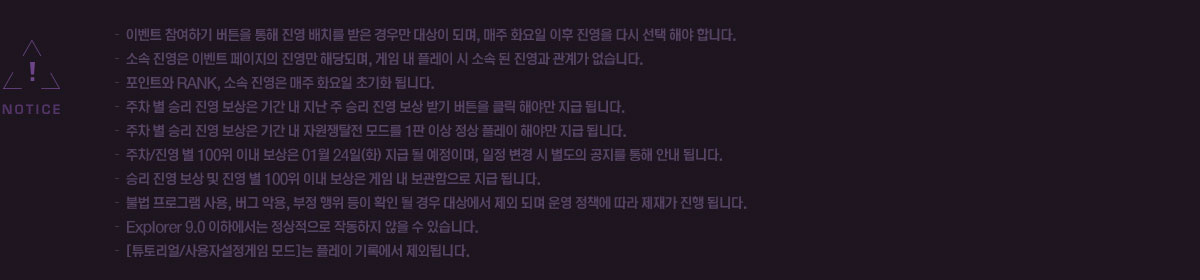 - 이벤트 참여하기 버튼을 통해 진영 배치를 받은 경우만 대상이 되며, 매주 화요일 이후 진영을 다시 선택 해야 합니다.
- 소속 진영은 이벤트 페이지의 진영만 해당되며, 게임 내 플레이 시 소속 된 진영과 관계가 없습니다.
- 포인트와 RANK, 소속 진영은 매주 화요일 초기화 됩니다.
- 주차 별 승리 진영 보상은 기간 내 지난 주 승리 진영 보상 받기 버튼을 클릭 해야만 지급 됩니다.
- 주차 별 승리 진영 보상은 기간 내 자원쟁탈전 모드를 1판 이상 정상 플레이 해야만 지급 됩니다.
- 주차/진영 별 100위 이내 보상은 01월 24일(화) 지급 될 예정이며, 일정 변경 시 별도의 공지를 통해 안내 됩니다.
- 승리 진영 보상 및 진영 별 100위 이내 보상은 게임 내 보관함으로 지급 됩니다.
- 불법 프로그램 사용, 버그 악용, 부정 행위 등이 확인 될 경우 대상에서 제외 되며 운영 정책에 따라 제재가 진행 됩니다.
- Explorer 9.0 이하에서는 정상적으로 작동하지 않을 수 있습니다.
- [튜토리얼/사용자설정게임 모드]는 플레이 기록에서 제외됩니다.
!
NOTICE